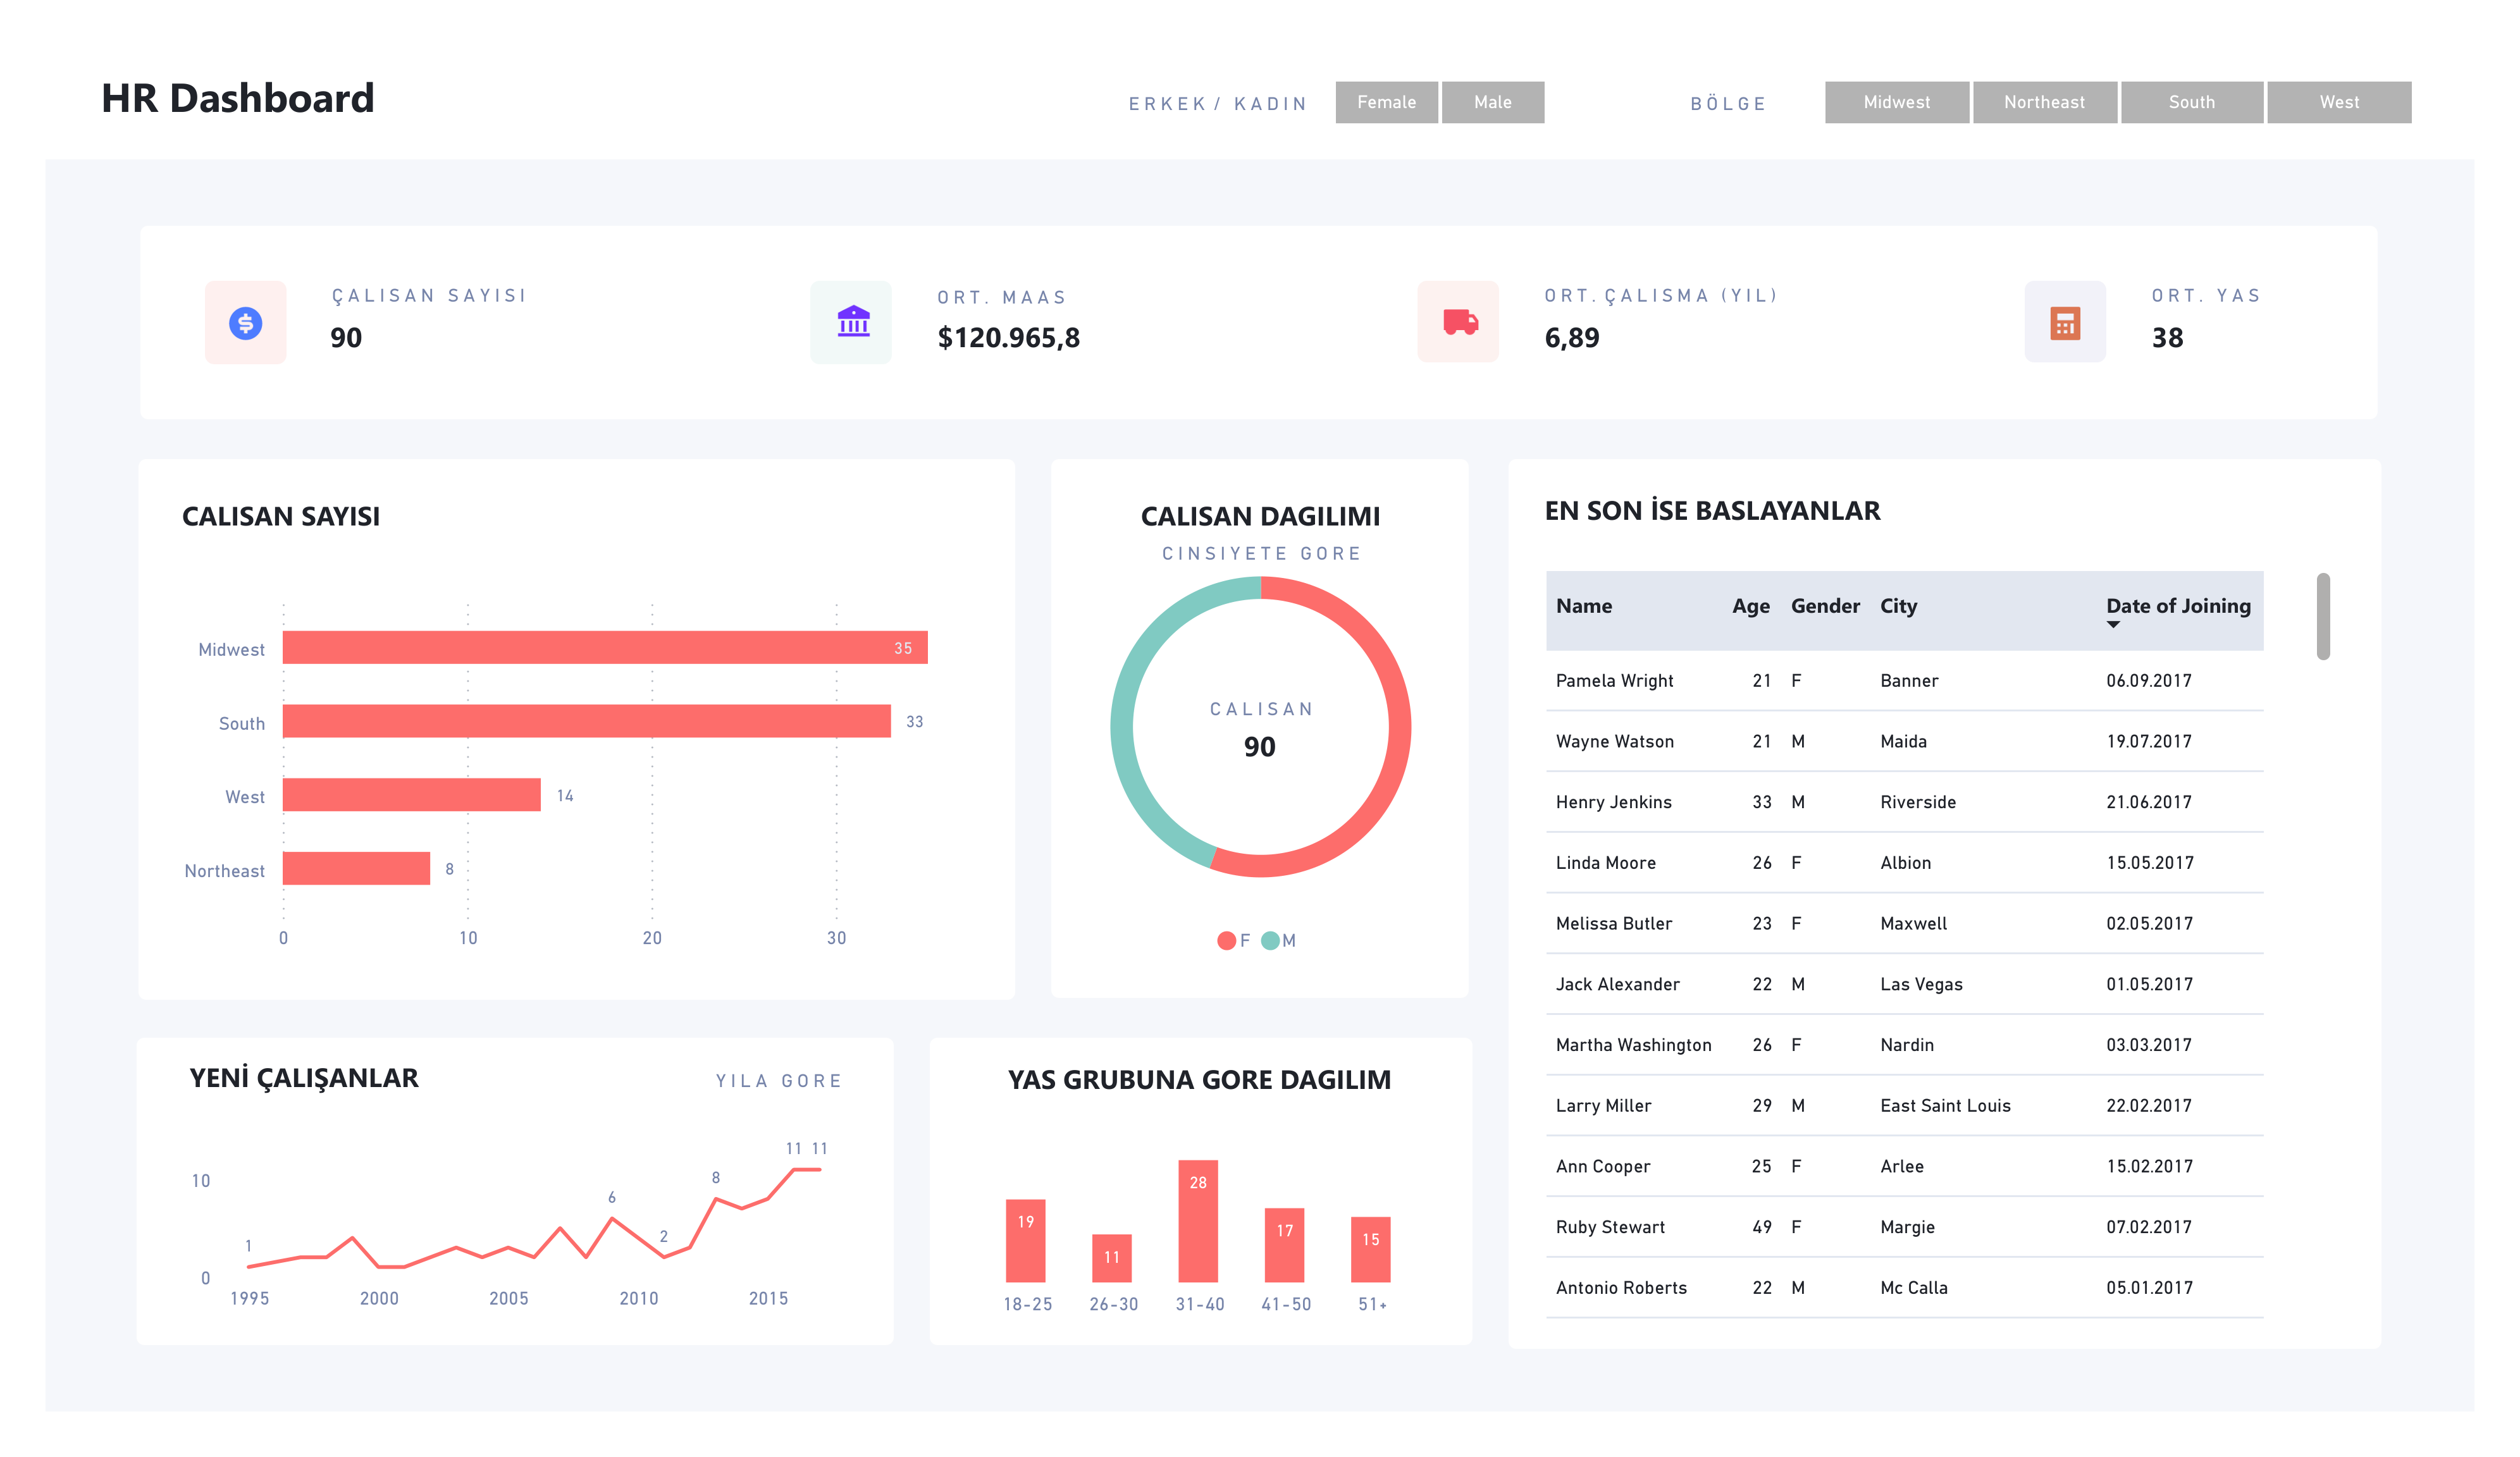 HR Dashboard
ERKEK / KADIN
Female
Male
BÖLGE
Midwest
Northeast
South
West
ÇALISAN SAYISI
90
ORT. MAAS
$120.965,8
ORT. ÇALISMA (YIL)
6,89
ORT. YAS
38
CALISAN SAYISI
Midwest
35
South
33
West
14
Northeast
8
0 10 20 30
CALISAN DAGILIMI
CINSIYETE GORE
CALISAN
90
F M
EN SON İSE BASLAYANLAR
Name Age Gender City Date of Joining
Pamela Wright 21 F Banner 06.09.2017
Wayne Watson 21 M Maida 19.07.2017
Henry Jenkins 33 M Riverside 21.06.2017
Linda Moore 26 F Albion 15.05.2017
Melissa Butler 23 F Maxwell 02.05.2017
Jack Alexander 22 M Las Vegas 01.05.2017
Martha Washington 26 F Nardin 03.03.2017
Larry Miller 29 M East Saint Louis 22.02.2017
Ann Cooper 25 F Arlee 15.02.2017
Ruby Stewart 49 F Margie 07.02.2017
Antonio Roberts 22 M Mc Calla 05.01.2017
YENİ ÇALIŞANLAR
YILA GORE
10
0
1 6 2 8 11 11
1995 2000 2005 2010 2015
YAS GRUBUNA GORE DAGILIM
19 11 28 17 15
18-25 26-30 31-40 41-50 51+